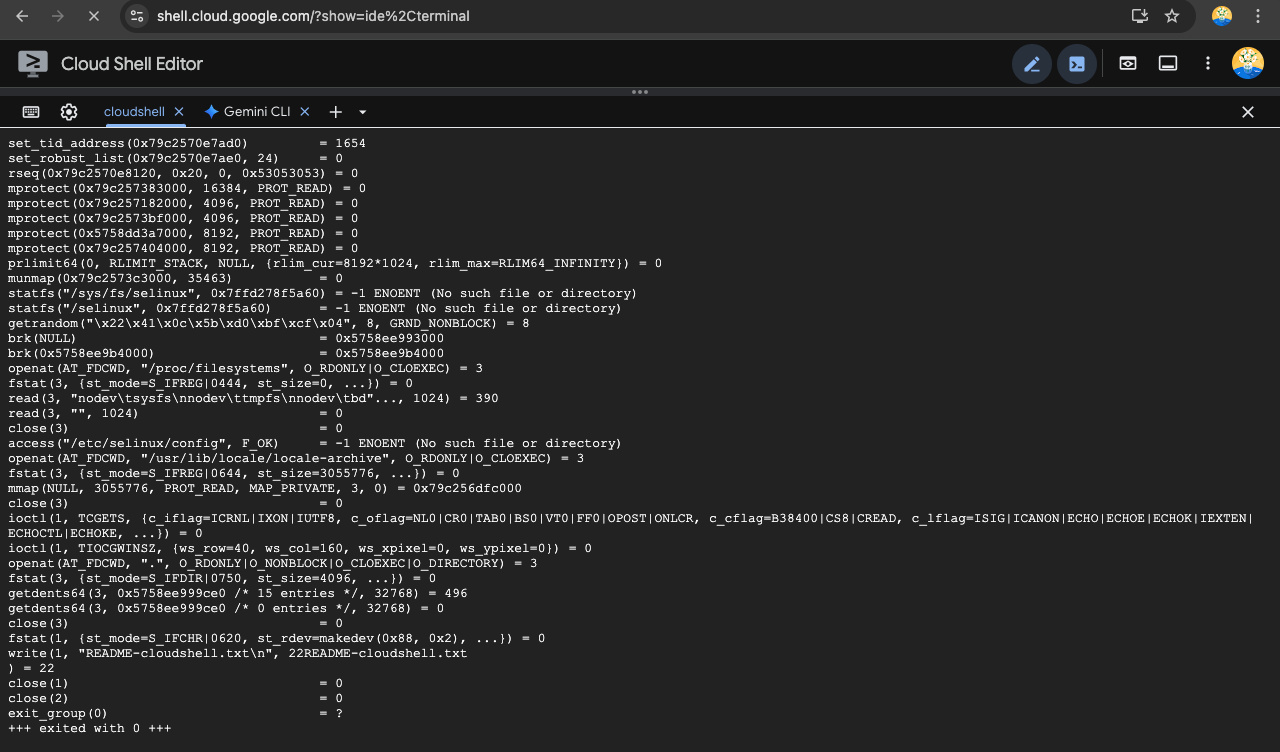 shell.cloud.google.com/?show=ide%2Cterminal
Cloud Shell Editor
cloudshell
Gemini CLI
set_tid_address(0x79c2570e7ad0)         = 1654
set_robust_list(0x79c2570e7ae0, 24)     = 0
rseq(0x79c2570e8120, 0x20, 0, 0x53053053) = 0
mprotect(0x79c257383000, 16384, PROT_READ) = 0
mprotect(0x79c257182000, 4096, PROT_READ) = 0
mprotect(0x79c2573bf000, 4096, PROT_READ) = 0
mprotect(0x5758dd3a7000, 8192, PROT_READ) = 0
mprotect(0x79c257404000, 8192, PROT_READ) = 0
prlimit64(0, RLIMIT_STACK, NULL, {rlim_cur=8192*1024, rlim_max=RLIM64_INFINITY}) = 0
munmap(0x79c2573c3000, 35463)           = 0
statfs("/sys/fs/selinux", 0x7ffd278f5a60) = -1 ENOENT (No such file or directory)
statfs("/selinux", 0x7ffd278f5a60)      = -1 ENOENT (No such file or directory)
getrandom("\x22\x41\x0c\x5b\xd0\xbf\xcf\x04", 8, GRND_NONBLOCK) = 8
brk(NULL)                               = 0x5758ee993000
brk(0x5758ee9b4000)                     = 0x5758ee9b4000
openat(AT_FDCWD, "/proc/filesystems", O_RDONLY|O_CLOEXEC) = 3
fstat(3, {st_mode=S_IFREG|0444, st_size=0, ...}) = 0
read(3, "nodev\tsysfs\nnodev\ttmpfs\nnodev\tbd"..., 1024) = 390
read(3, "", 1024)                       = 0
close(3)                                = 0
access("/etc/selinux/config", F_OK)     = -1 ENOENT (No such file or directory)
openat(AT_FDCWD, "/usr/lib/locale/locale-archive", O_RDONLY|O_CLOEXEC) = 3
fstat(3, {st_mode=S_IFREG|0644, st_size=3055776, ...}) = 0
mmap(NULL, 3055776, PROT_READ, MAP_PRIVATE, 3, 0) = 0x79c256dfc000
close(3)                                = 0
ioctl(1, TCGETS, {c_iflag=ICRNL|IXON|IUTF8, c_oflag=NL0|CR0|TAB0|BS0|VT0|FF0|OPOST|ONLCR, c_cflag=B38400|CS8|CREAD, c_lflag=ISIG|ICANON|ECHO|ECHOE|ECHOK|IEXTEN|
ECHOCTL|ECHOKE, ...}) = 0
ioctl(1, TIOCGWINSZ, {ws_row=40, ws_col=160, ws_xpixel=0, ws_ypixel=0}) = 0
openat(AT_FDCWD, ".", O_RDONLY|O_NONBLOCK|O_CLOEXEC|O_DIRECTORY) = 3
fstat(3, {st_mode=S_IFDIR|0750, st_size=4096, ...}) = 0
getdents64(3, 0x5758ee999ce0 /* 15 entries */, 32768) = 496
getdents64(3, 0x5758ee999ce0 /* 0 entries */, 32768) = 0
close(3)                                = 0
fstat(1, {st_mode=S_IFCHR|0620, st_rdev=makedev(0x88, 0x2), ...}) = 0
write(1, "README-cloudshell.txt\n", 22README-cloudshell.txt
) = 22
close(1)                                = 0
close(2)                                = 0
exit_group(0)                           = ?
+++ exited with 0 +++